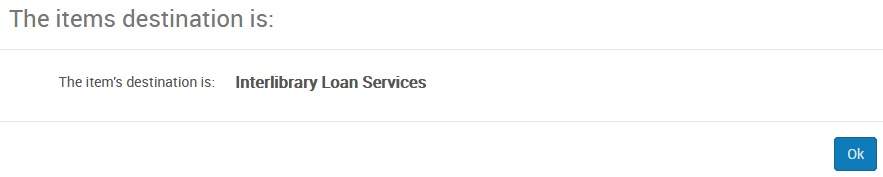 The items destination is:
The item's destination is: Interlibrary Loan Services
Ok